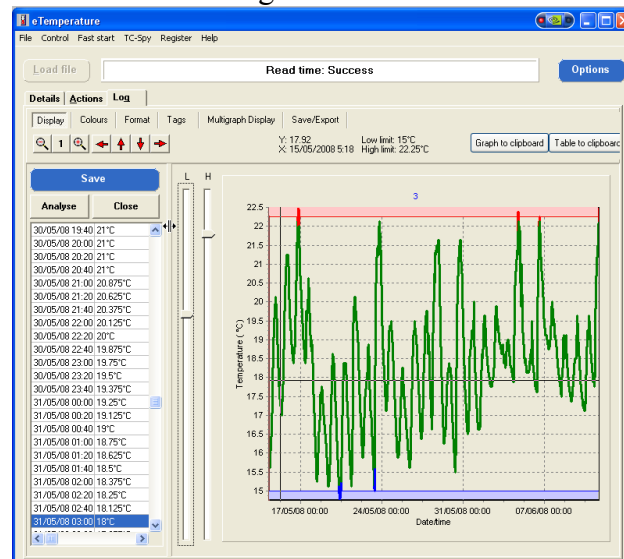 eTemperature
File Control Fast start TC-Spy Register Help
Load file Read time: Success Options
Details Actions Log
Display Colours Format Tags Multigraph Display Save/Export
1 Y: 17.92 Low limit: 15°C Graph to clipboard Table to clipboard
X: 15/05/2008 5:18 High limit: 22.25°C
Save
Analyse Close
30/05/08 19:40 21°C
30/05/08 20:00 21°C
30/05/08 20:20 21°C
30/05/08 20:40 21°C
30/05/08 21:00 20.875°C
30/05/08 21:20 20.625°C
30/05/08 21:40 20.375°C
30/05/08 22:00 20.125°C
30/05/08 22:20 20°C
30/05/08 22:40 19.875°C
30/05/08 23:00 19.75°C
30/05/08 23:20 19.5°C
30/05/08 23:40 19.375°C
31/05/08 00:00 19.25°C
31/05/08 00:20 19.125°C
31/05/08 00:40 19°C
31/05/08 01:00 18.75°C
31/05/08 01:20 18.625°C
31/05/08 01:40 18.5°C
31/05/08 02:00 18.375°C
31/05/08 02:20 18.25°C
31/05/08 02:40 18.125°C
31/05/08 03:00 18°C
L H
3
22.5
22
21.5
21
20.5
20
19.5
19
18.5
18
17.5
17
16.5
16
15.5
15
Temperature (°C)
17/05/08 00:00 24/05/08 00:00 31/05/08 00:00 07/06/08 00:00
Date/time